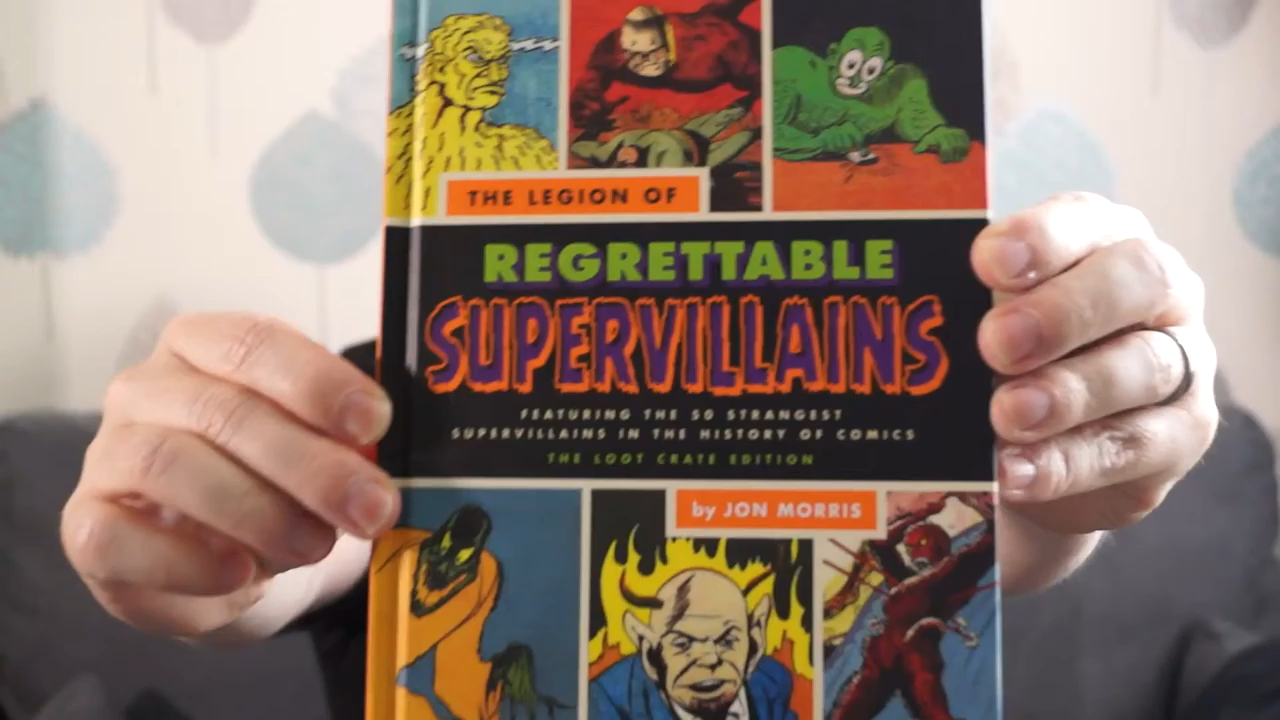 THE LEGION OF
REGRETTABLE
SUPERVILLAINS
FEATURING THE 50 STRANGEST
SUPERVILLAINS IN THE HISTORY OF COMICS
THE LOOT CRATE EDITION
by JON MORRIS